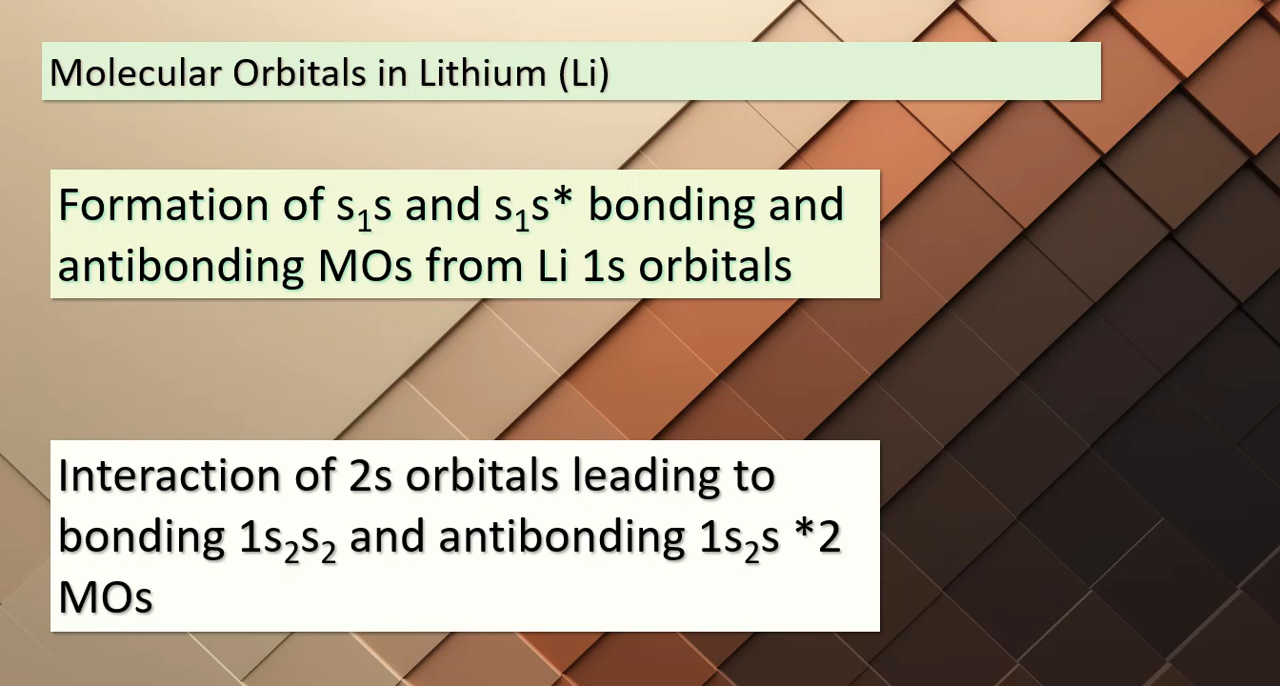 Molecular Orbitals in Lithium (Li)
Formation of s₁s and s₁s* bonding and
antibonding MOs from Li 1s orbitals
Interaction of 2s orbitals leading to
bonding 1s₂s₂ and antibonding 1s₂s *2
MOs